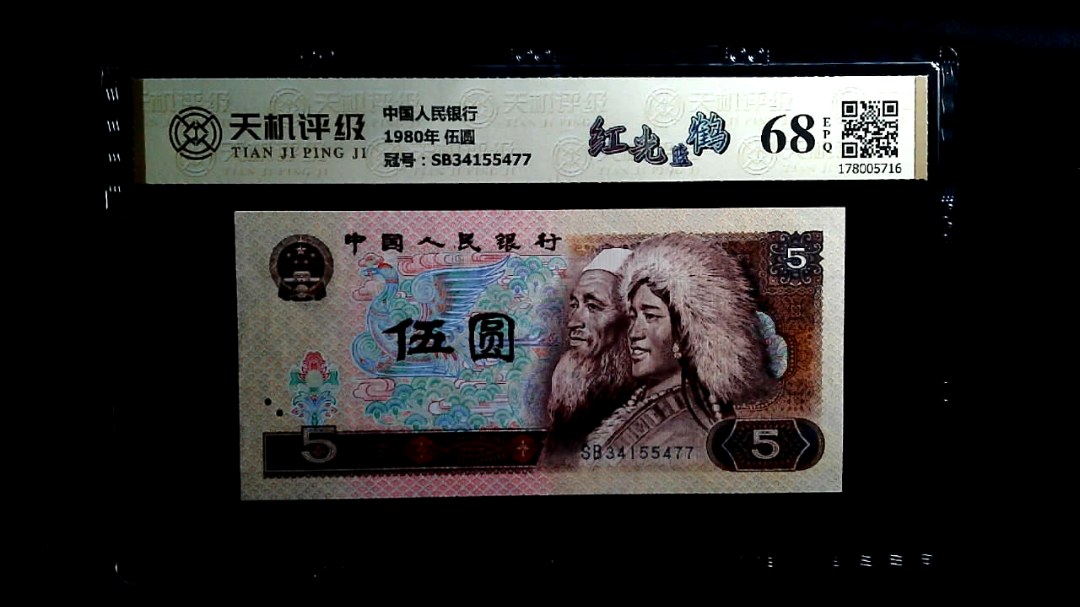 天机评级
TIAN JI PING JI
中国人民银行
1980年 伍圆
冠号：SB34155477
红光蓝鹤
68
EPQ
178005716
中国人民银行
5
伍圆
5
SB34155477
5